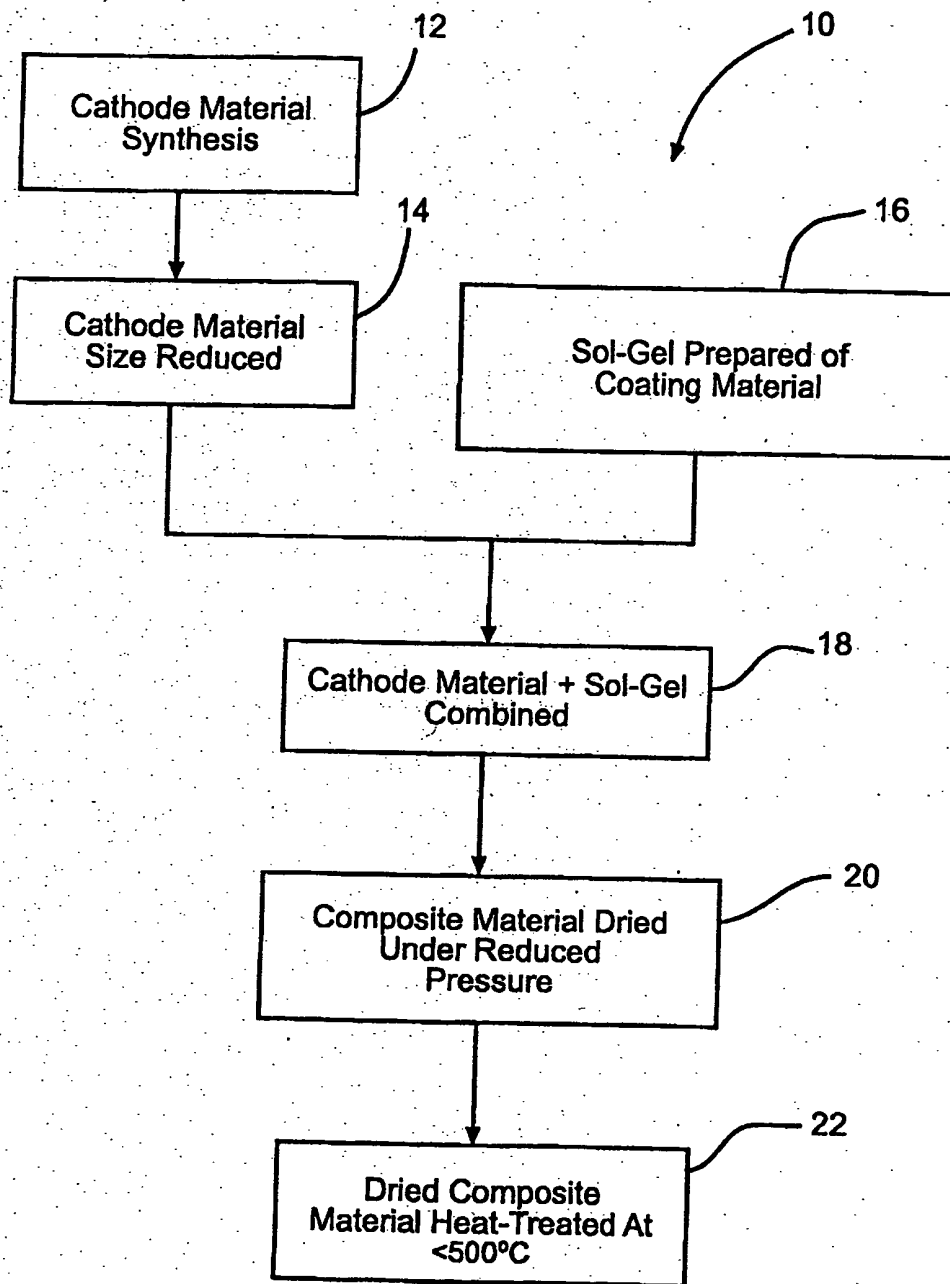 12
10
Cathode Material
Synthesis
14
16
Cathode Material
Size Reduced
Sol-Gel Prepared of
Coating Material
18
Cathode Material + Sol-Gel
Combined
20
Composite Material Dried
Under Reduced
Pressure
22
Dried Composite
Material Heat-Treated At
<500ºC